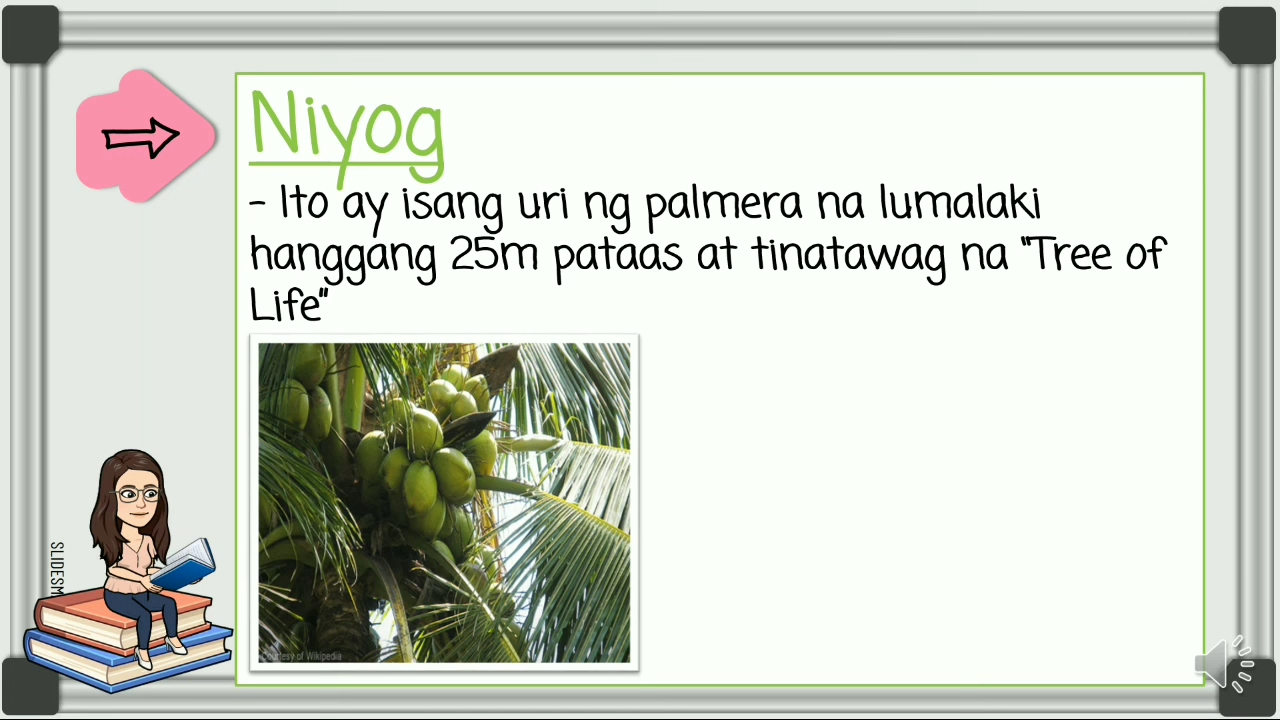 Niyog
- Ito ay isang uri ng palmera na lumalaki
hanggang 25m pataas at tinatawag na "Tree of
Life"
Courtesy of Wikipedia
SLIDESM